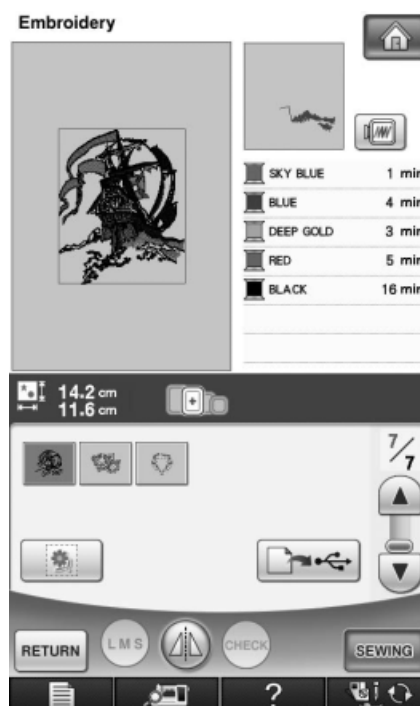 Embroidery
SKY BLUE 1 min
BLUE 4 min
DEEP GOLD 3 min
RED 5 min
BLACK 16 min
14.2 cm
11.6 cm
7/7
RETURN
L M S
CHECK
SEWING
?
i